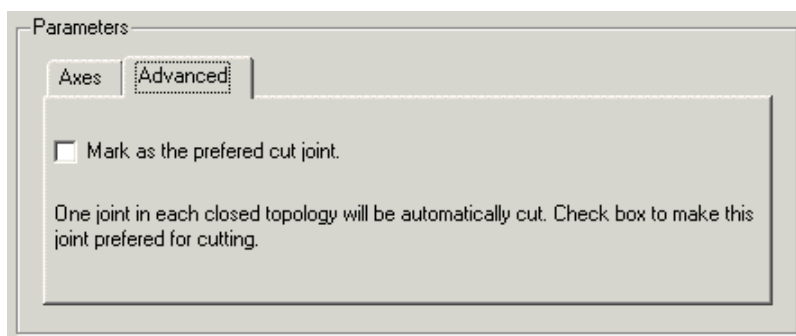 Parameters
Axes
Advanced
Mark as the prefered cut joint.
One joint in each closed topology will be automatically cut. Check box to make this
joint prefered for cutting.